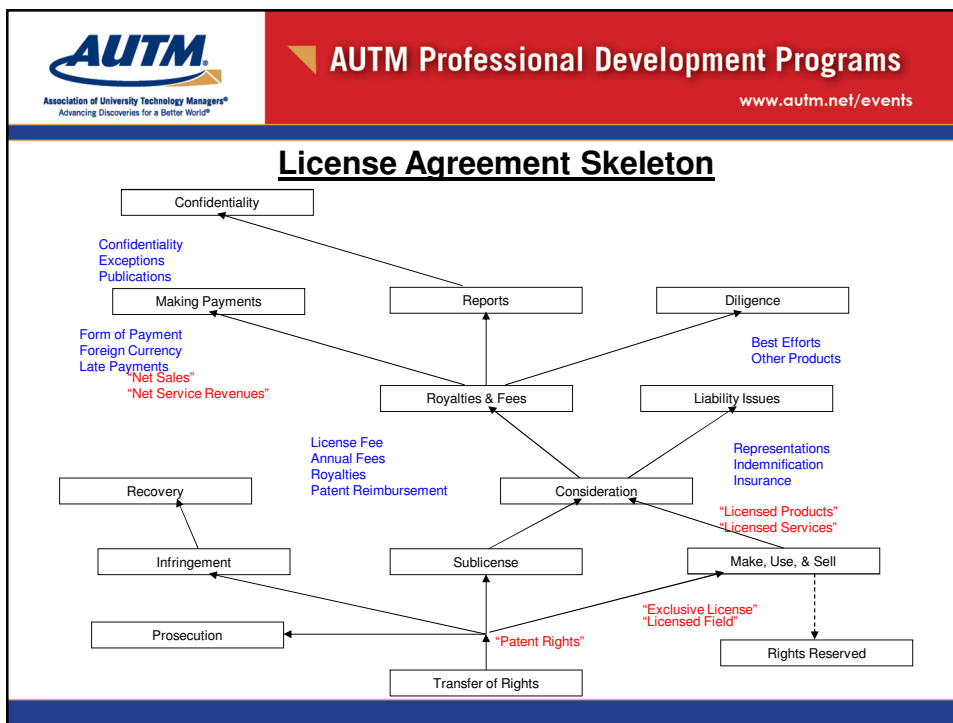 AUTM.
Association of University Technology Managers®
Advancing Discoveries for a Better World®
AUTM Professional Development Programs
www.autm.net/events
License Agreement Skeleton
Confidentiality
Confidentiality
Exceptions
Publications
Making Payments
Reports
Diligence
Form of Payment
Foreign Currency
Late Payments
“Net Sales”
“Net Service Revenues”
Best Efforts
Other Products
Royalties & Fees
Liability Issues
License Fee
Annual Fees
Royalties
Patent Reimbursement
Representations
Indemnification
Insurance
Recovery
Consideration
“Licensed Products”
“Licensed Services”
Infringement
Sublicense
Make, Use, & Sell
“Exclusive License”
“Licensed Field”
Prosecution
“Patent Rights”
Rights Reserved
Transfer of Rights